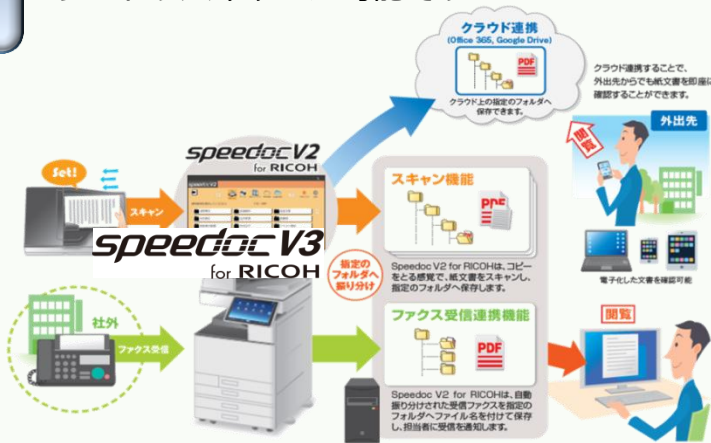 クラウド連携
(Office 365, Google Drive)
PDF
クラウド上の指定のフォルダへ
保存できます。
クラウド連携することで、
外出先からでも紙文書を即座に
確認することができます。
外出先
閲覧
speedoc V2
for RICOH
Set!
スキャン
speedoc V3
for RICOH
スキャン機能
PDF
Speedoc V2 for RICOHは、コピー
をとる感覚で、紙文書をスキャンし、
指定のフォルダへ保存します。
指定の
フォルダへ
振り分け
電子化した文書を確認可能
社外
ファクス受信
ファクス受信連携機能
PDF
閲覧
Speedoc V2 for RICOHは、自動
振り分けされた受信ファクスを指定の
フォルダへファイル名を付けて保存
し、担当者に受信を通知します。